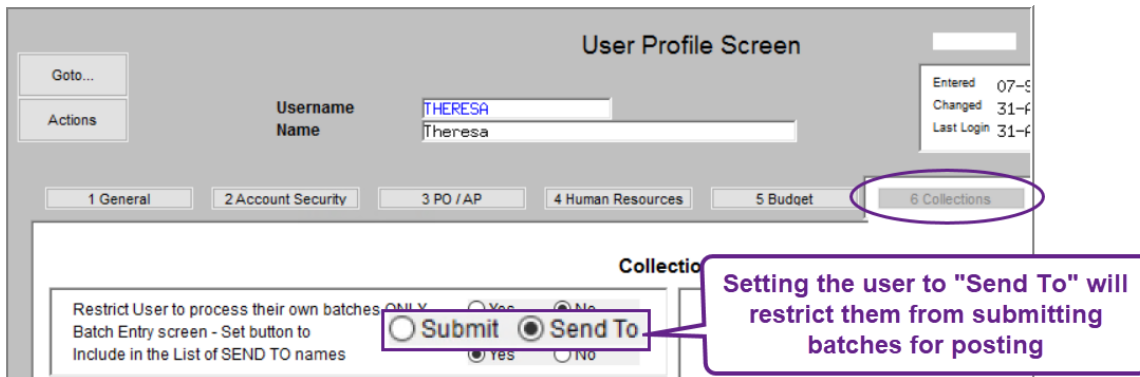 User Profile Screen
Goto...
Actions
Username THERESA
Name Theresa
Entered 07-S
Changed 31-A
Last Login 31-A
1 General 2 Account Security 3 PO / AP 4 Human Resources 5 Budget 6 Collections
Collectio
Restrict User to process their own batches ONLY Yes No
Batch Entry screen - Set button to Submit Send To
Include in the List of SEND TO names Yes No
Setting the user to "Send To" will
restrict them from submitting
batches for posting